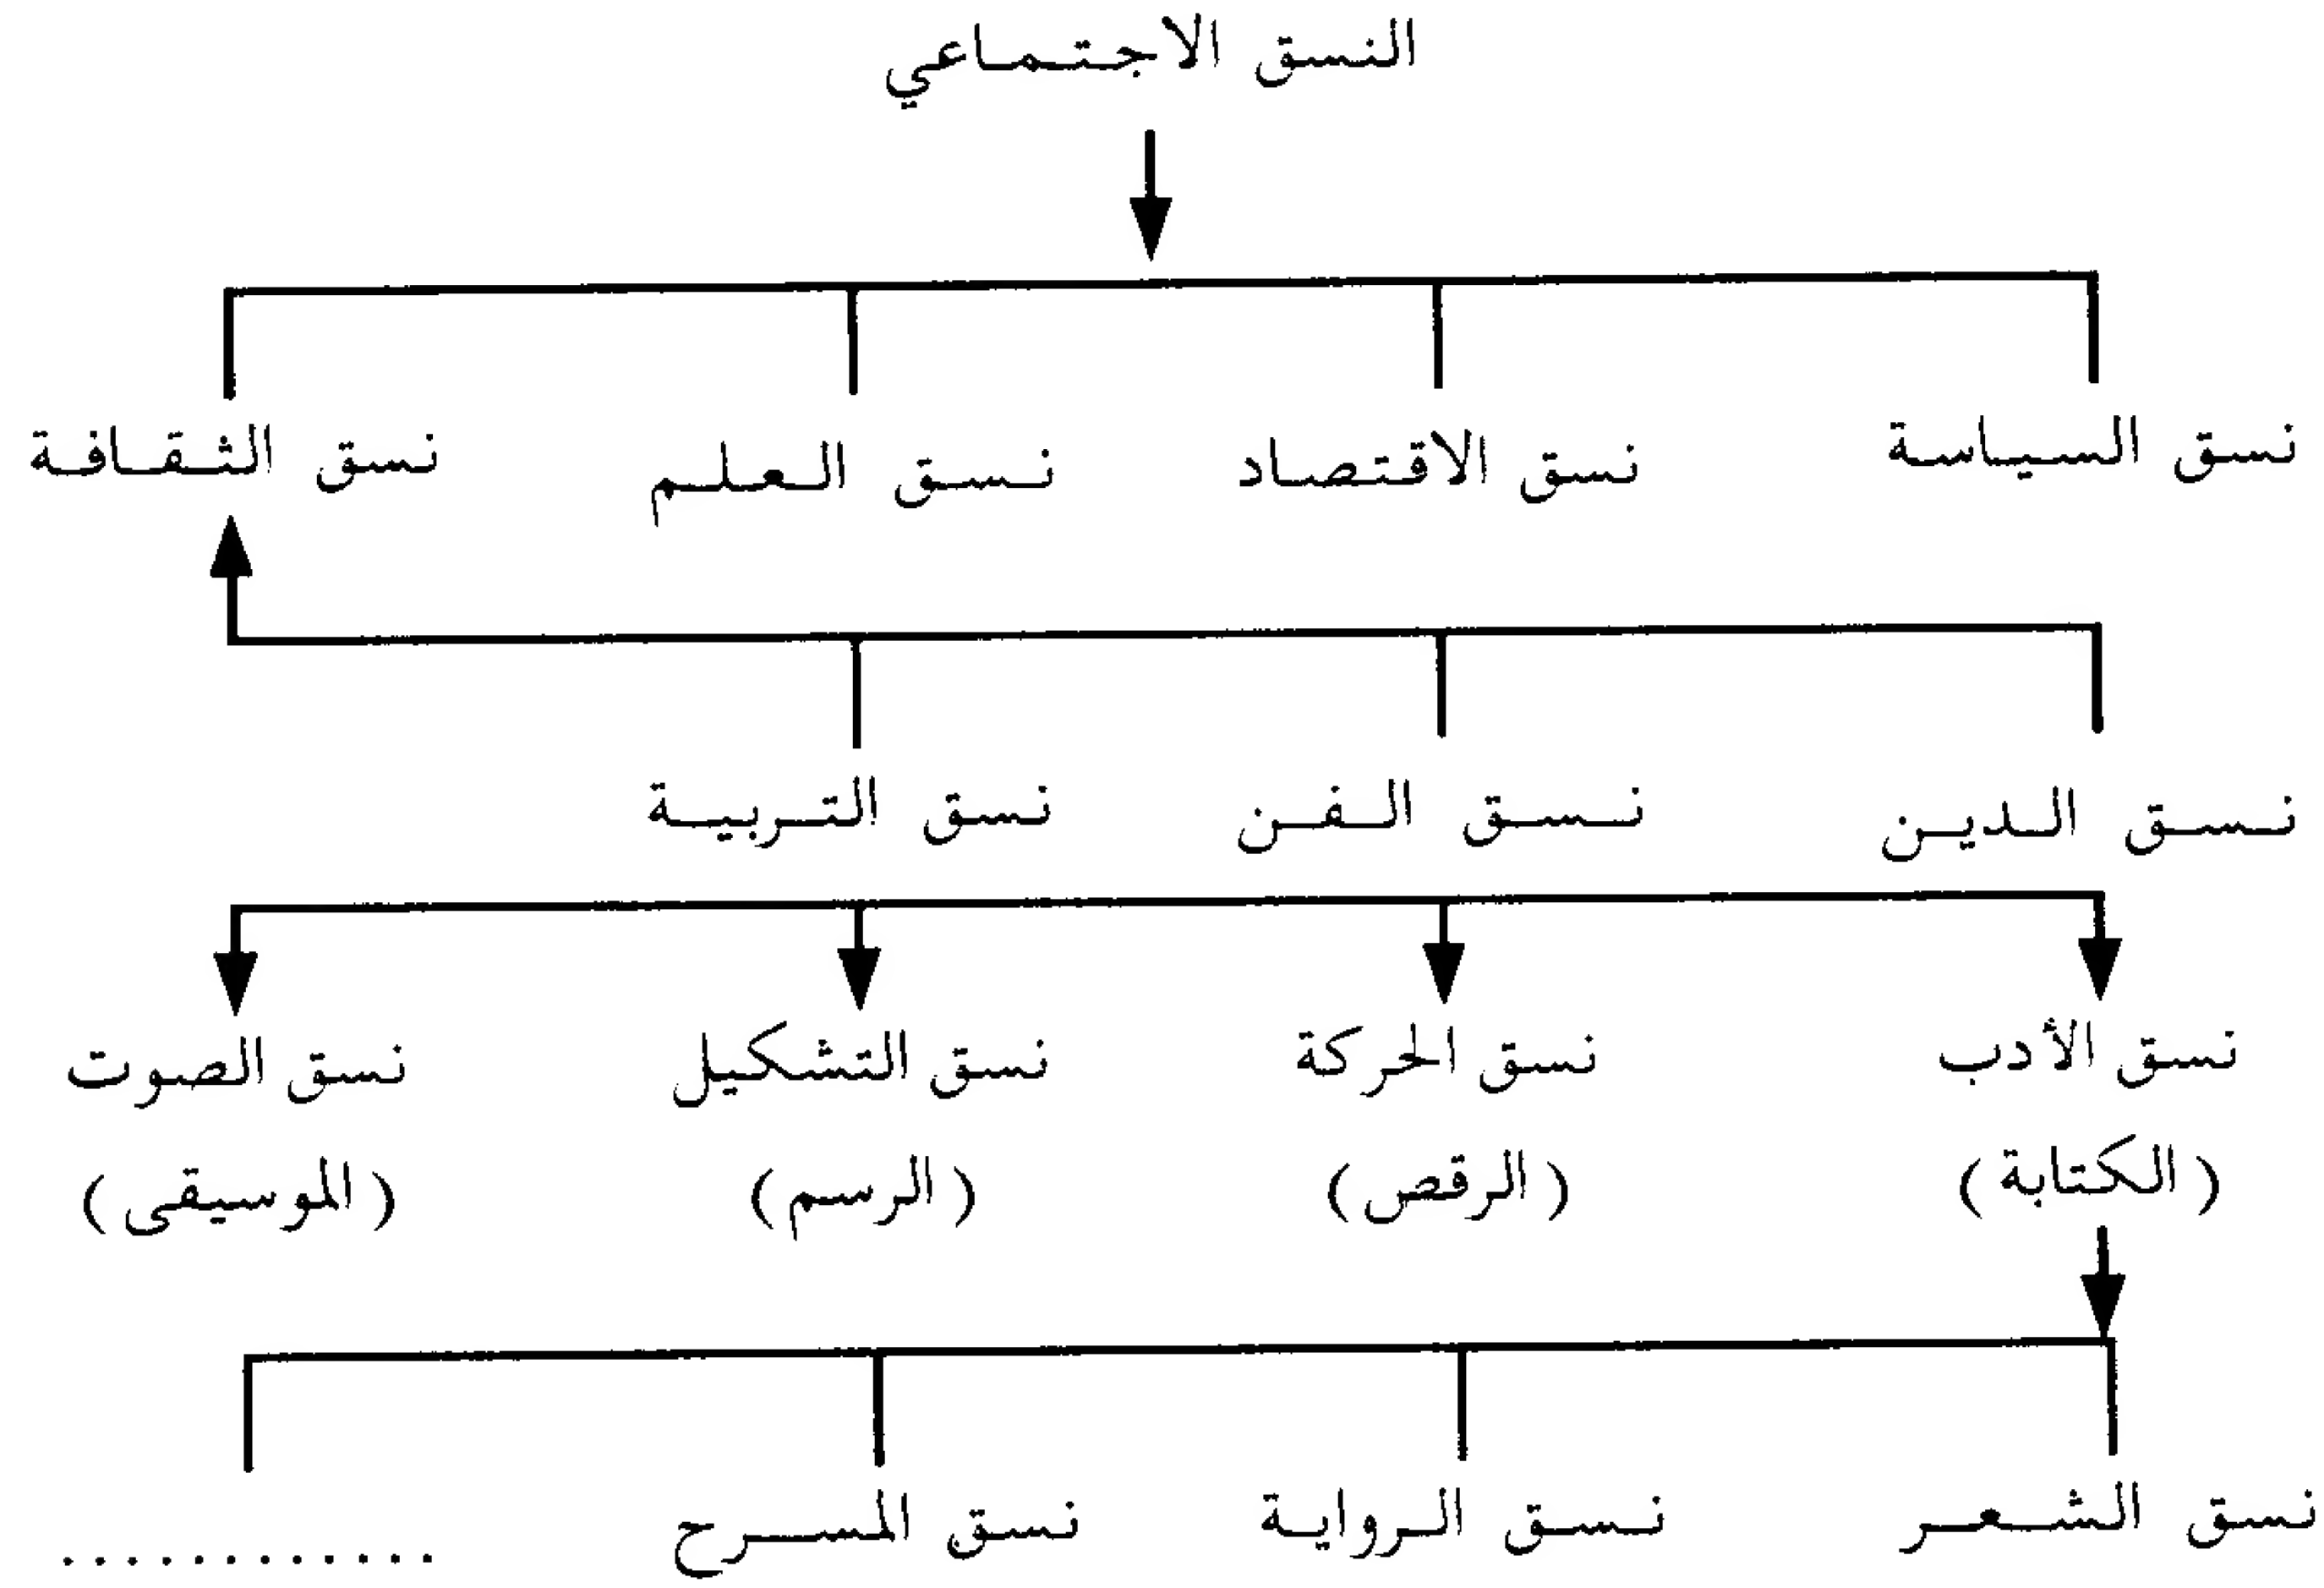 النسق الاجتماعي
نسق السياسة
نسق الاقتصاد
نسق العلم
نسق الثقافة
نسق الدين
نسق الفن
نسق التربية
نسق الأدب
(الكتابة)
نسق الحركة
(الرقص)
نسق التشكيل
(الرسم)
نسق الصوت
(الموسيقى)
نسق الشعر
نسق الرواية
نسق المسرح
............